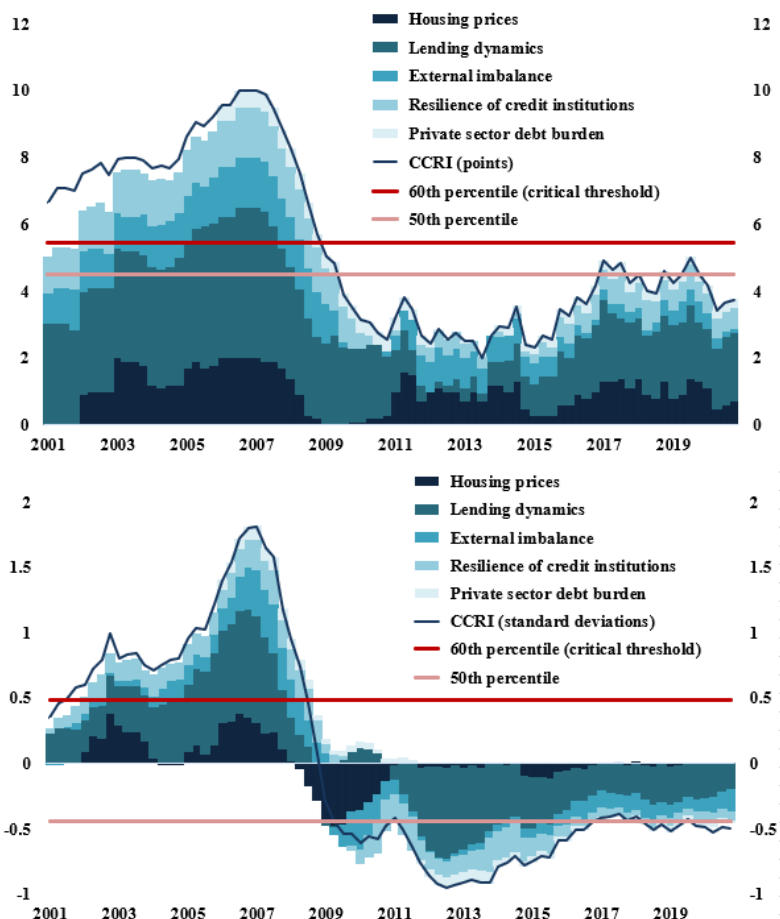 12
12
Housing prices
Lending dynamics
10
External imbalance
10
Resilience of credit institutions
Private sector debt burden
8
CCRI (points)
8
60th percentile (critical threshold)
6
50th percentile
6
4
4
2
2
0
0
2001 2003 2005 2007 2009 2011 2013 2015 2017 2019
Housing prices
2
2
Lending dynamics
External imbalance
1.5
Resilience of credit institutions
1.5
Private sector debt burden
1
CCRI (standard deviations)
1
60th percentile (critical threshold)
0.5
50th percentile
0.5
0
0
-0.5
-0.5
-1
-1
2001 2003 2005 2007 2009 2011 2013 2015 2017 2019